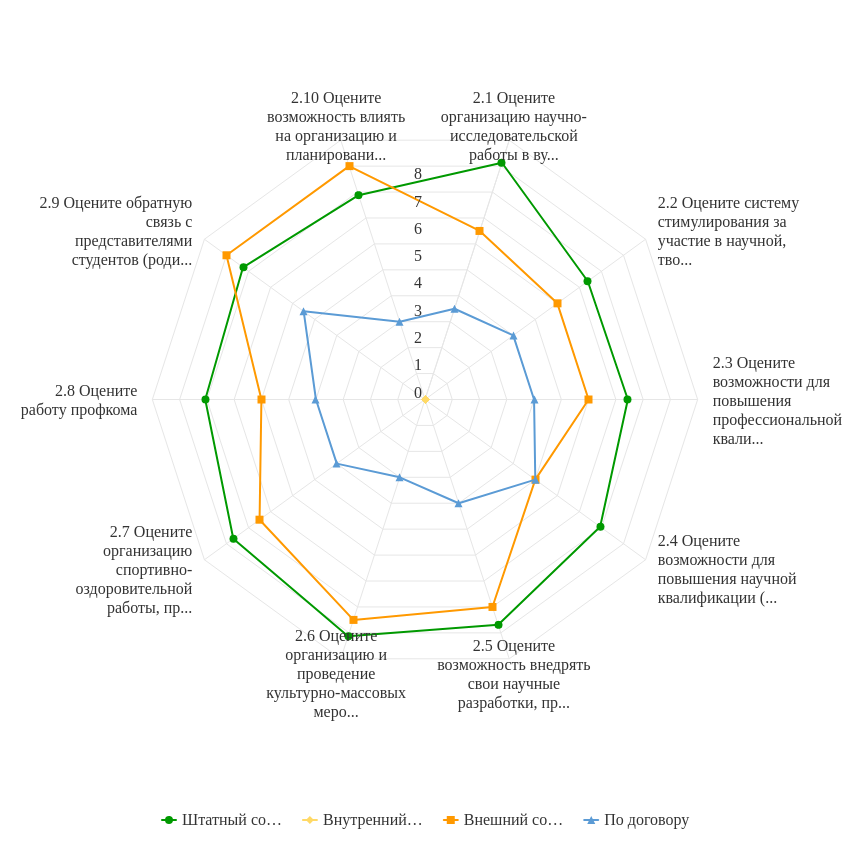 2.10 Оцените
возможность влиять
на организацию и
планировани...
2.1 Оцените
организацию научно-
исследовательской
работы в ву...
2.2 Оцените систему
стимулирования за
участие в научной,
тво...
2.3 Оцените
возможности для
повышения
профессиональной
квали...
2.4 Оцените
возможности для
повышения научной
квалификации (...
2.5 Оцените
возможность внедрять
свои научные
разработки, пр...
2.6 Оцените
организацию и
проведение
культурно-массовых
меро...
2.7 Оцените
организацию
спортивно-
оздоровительной
работы, пр...
2.8 Оцените
работу профкома
2.9 Оцените обратную
связь с
представителями
студентов (роди...
8
7
6
5
4
3
2
1
0
Штатный со…
Внутренний…
Внешний со…
По договору